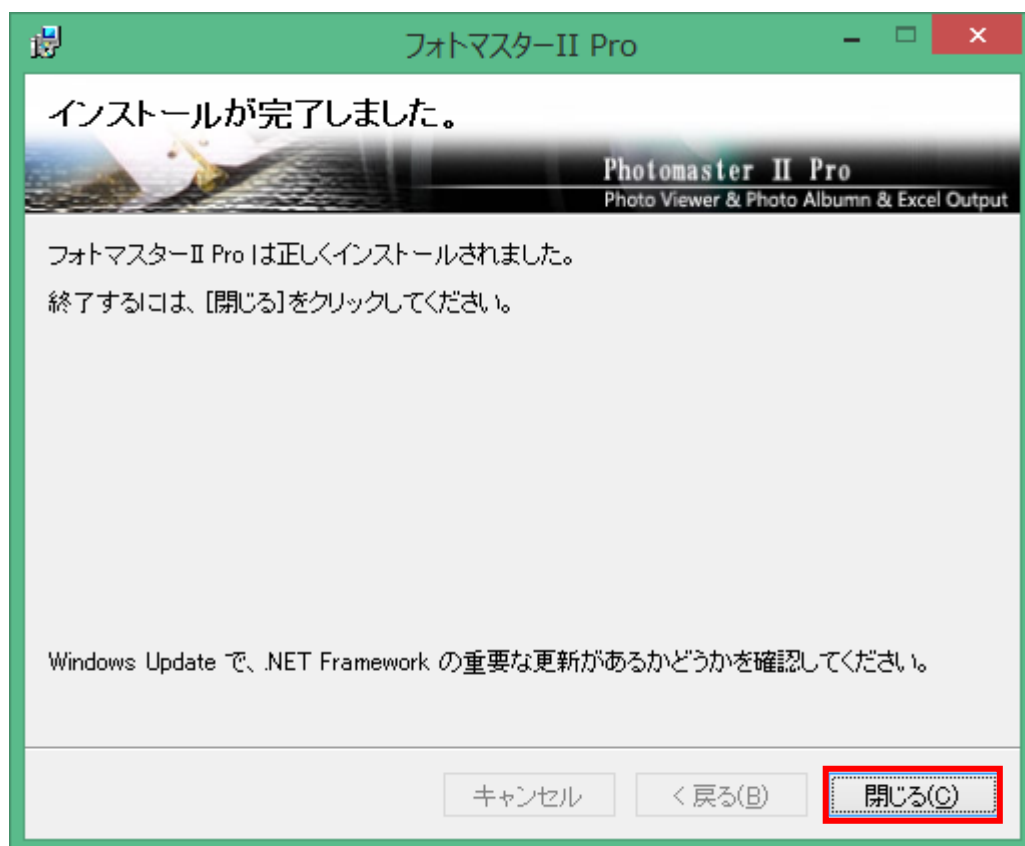 フォトマスターII Pro
インストールが完了しました。
Photomaster II Pro
Photo Viewer & Photo Albumn & Excel Output
フォトマスターⅡ Pro は正しくインストールされました。
終了するには、[閉じる]をクリックしてください。
Windows Update で、.NET Framework の重要な更新があるかどうかを確認してください。
キャンセル < 戻る(B) 閉じる(C)